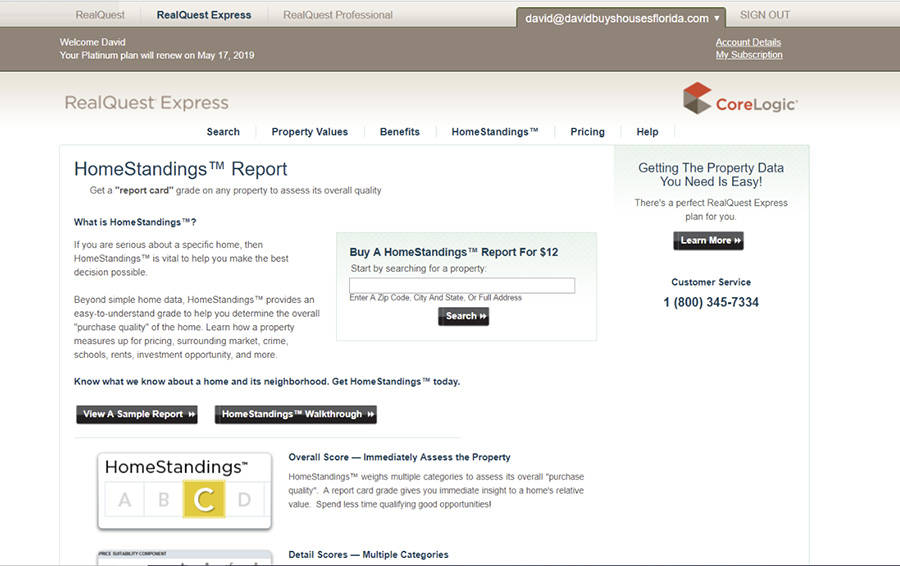 RealQuest RealQuest Express RealQuest Professional david@davidbuyshousesflorida.com ▾ SIGN OUT
Welcome David
Your Platinum plan will renew on May 17, 2019
Account Details
My Subscription
RealQuest Express
CoreLogic
Search Property Values Benefits HomeStandings™ Pricing Help
HomeStandings™ Report
Get a "report card" grade on any property to assess its overall quality
What is HomeStandings™?
If you are serious about a specific home, then
HomeStandings™ is vital to help you make the best
decision possible.
Beyond simple home data, HomeStandings™ provides an
easy-to-understand grade to help you determine the overall
"purchase quality" of the home. Learn how a property
measures up for pricing, surrounding market, crime,
schools, rents, investment opportunity, and more.
Buy A HomeStandings™ Report For $12
Start by searching for a property:
Enter A Zip Code, City And State, Or Full Address
Search »
Know what we know about a home and its neighborhood. Get HomeStandings™ today.
View A Sample Report »
HomeStandings™ Walkthrough »
Getting The Property Data
You Need Is Easy!
There's a perfect RealQuest Express
plan for you.
Learn More »
Customer Service
1 (800) 345-7334
HomeStandings™
A B C D
Overall Score — Immediately Assess the Property
HomeStandings™ weighs multiple categories to assess its overall "purchase
quality". A report card grade gives you immediate insight to a home's relative
value. Spend less time qualifying good opportunities!
PRICE SUITABILITY COMPONENT
Detail Scores — Multiple Categories